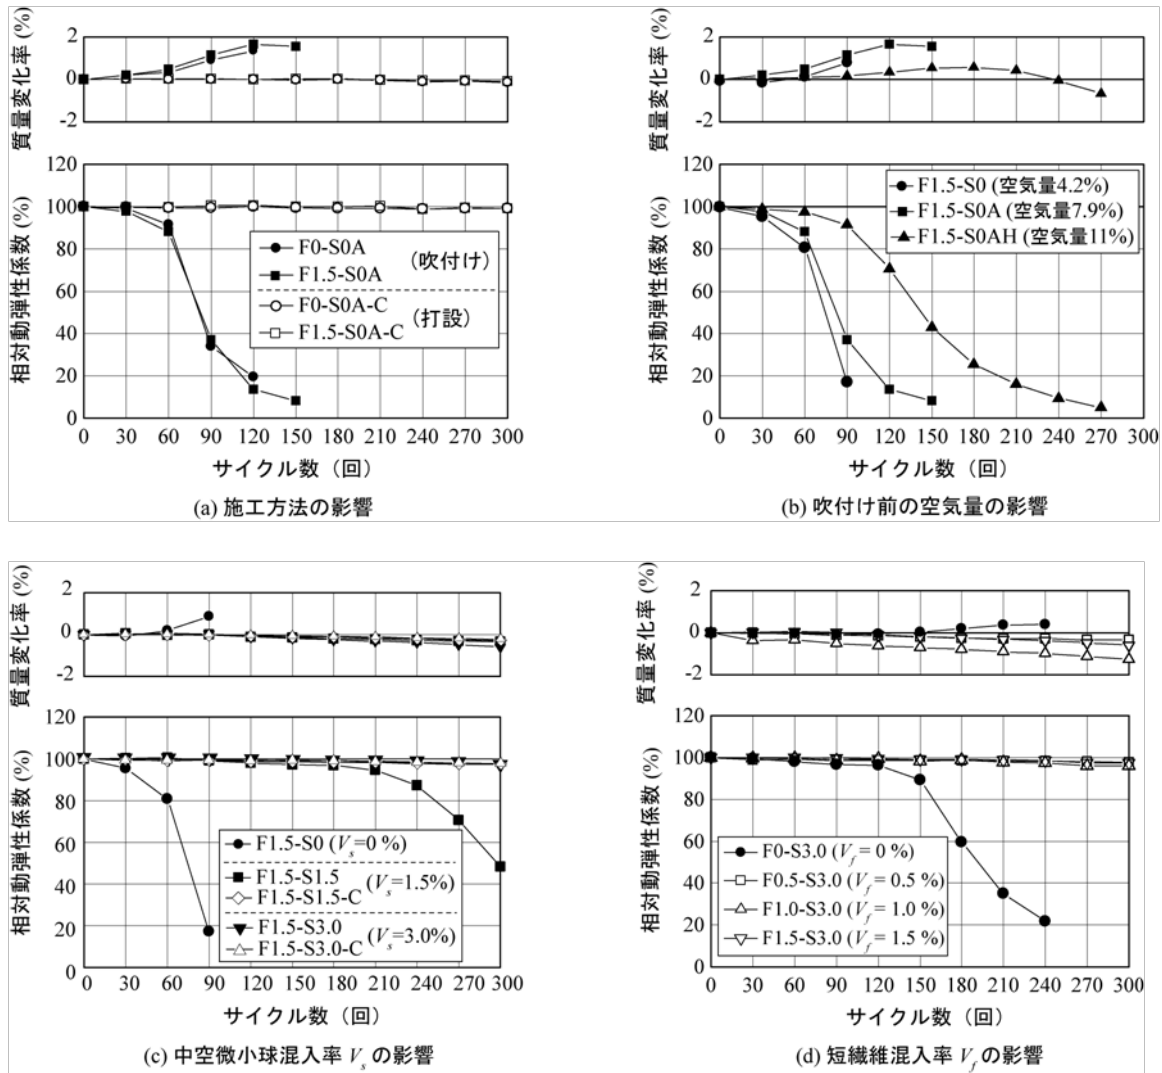 質量変化率 (%)
2
0
-2
相対動弾性係数 (%)
120
100
80
60
40
20
0
F0-S0A
F1.5-S0A
(吹付け)
F0-S0A-C
F1.5-S0A-C
(打設)
0 30 60 90 120 150 180 210 240 270 300
サイクル数（回）
(a) 施工方法の影響
質量変化率 (%)
2
0
-2
相対動弾性係数 (%)
120
100
80
60
40
20
0
F1.5-S0 (空気量4.2%)
F1.5-S0A (空気量7.9%)
F1.5-S0AH (空気量11%)
0 30 60 90 120 150 180 210 240 270 300
サイクル数（回）
(b) 吹付け前の空気量の影響
質量変化率 (%)
2
0
-2
相対動弾性係数 (%)
120
100
80
60
40
20
0
F1.5-S0 (Vs=0 %)
F1.5-S1.5
F1.5-S1.5-C
(Vs=1.5%)
F1.5-S3.0
F1.5-S3.0-C
(Vs=3.0%)
0 30 60 90 120 150 180 210 240 270 300
サイクル数（回）
(c) 中空微小球混入率 Vs の影響
質量変化率 (%)
2
0
-2
相対動弾性係数 (%)
120
100
80
60
40
20
0
F0-S3.0 (Vf = 0 %)
F0.5-S3.0 (Vf = 0.5 %)
F1.0-S3.0 (Vf = 1.0 %)
F1.5-S3.0 (Vf = 1.5 %)
0 30 60 90 120 150 180 210 240 270 300
サイクル数（回）
(d) 短繊維混入率 Vf の影響